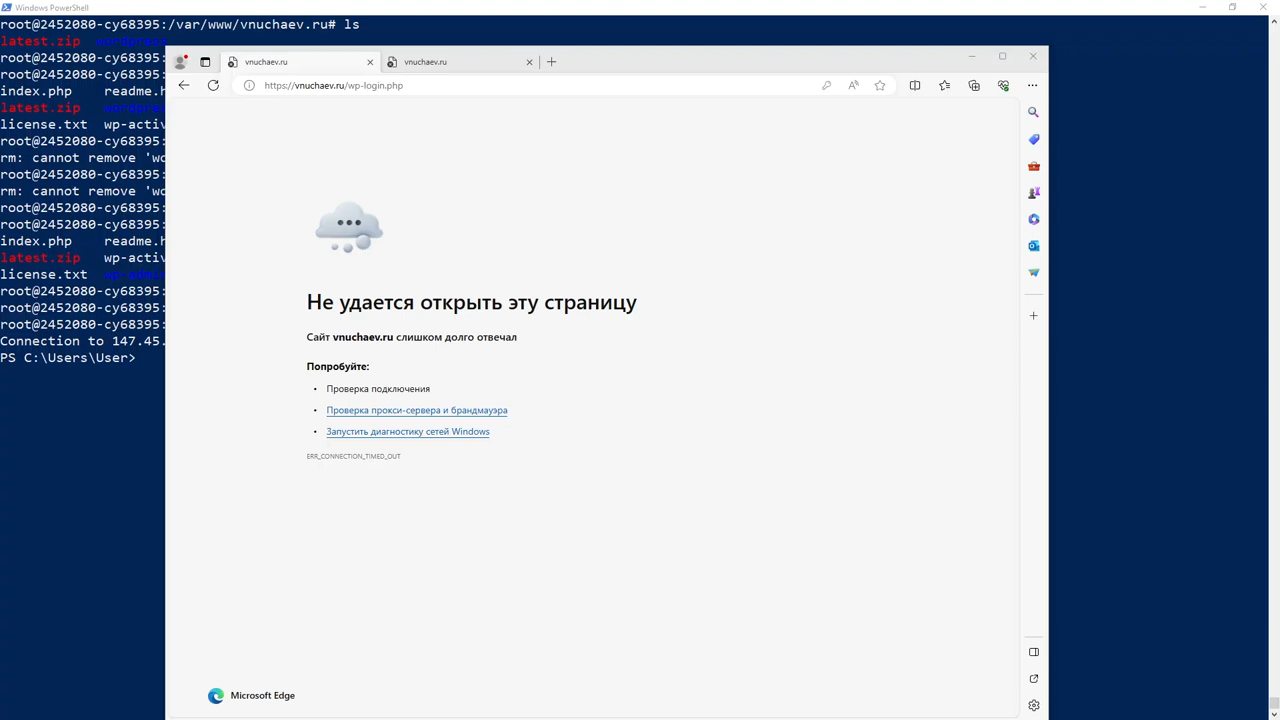 Windows PowerShell
root@2452080-cy68395:/var/www/vnuchaev.ru# ls
latest.zip
root@2452080-cy68395:
root@2452080-cy68395:
index.php readme.h
latest.zip
license.txt wp-activ
root@2452080-cy68395:
rm: cannot remove 'wo
root@2452080-cy68395:
rm: cannot remove 'wo
root@2452080-cy68395:
root@2452080-cy68395:
index.php readme.h
latest.zip wp-activ
license.txt wp-admin
root@2452080-cy68395:
root@2452080-cy68395:
root@2452080-cy68395:
Connection to 147.45.
PS C:\Users\User>
vnuchaev.ru
vnuchaev.ru
https://vnuchaev.ru/wp-login.php
Не удается открыть эту страницу
Сайт vnuchaev.ru слишком долго отвечал
Попробуйте:
• Проверка подключения
• Проверка прокси-сервера и брандмауэра
• Запустить диагностику сетей Windows
ERR_CONNECTION_TIMED_OUT
Microsoft Edge